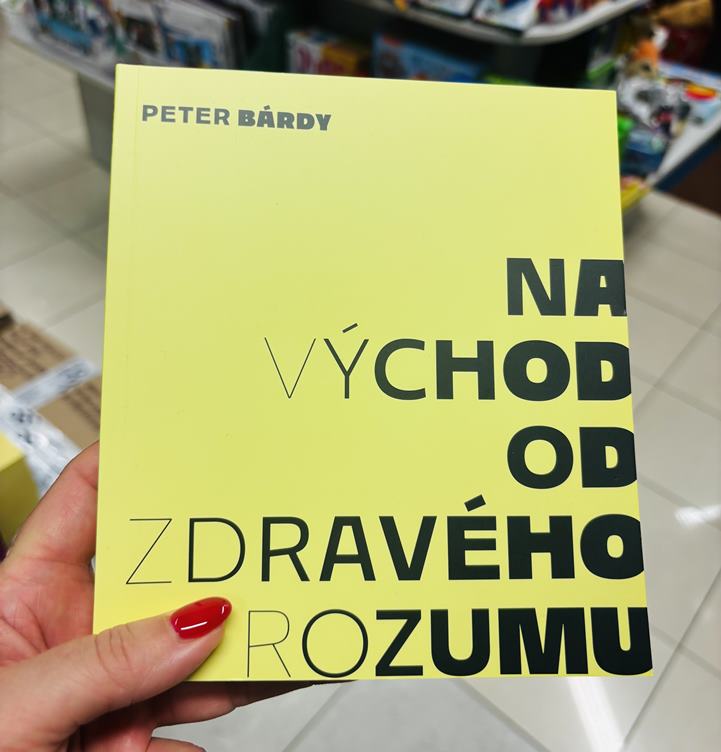 PETER BÁRDY
NA
VÝCHOD
OD
ZDRAVÉHO
ROZUMU